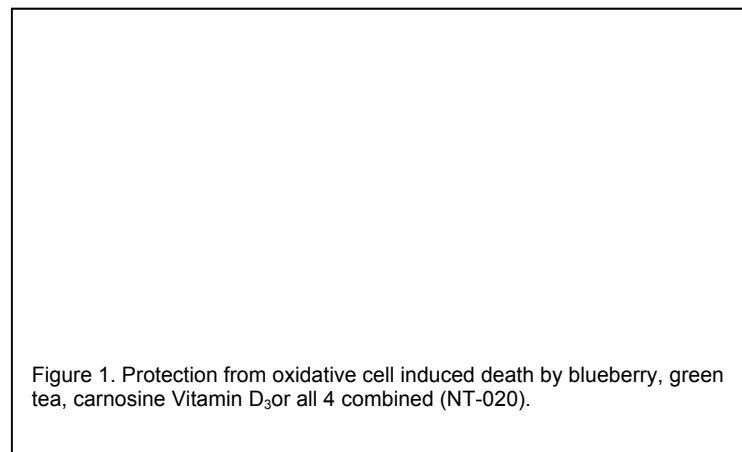 Figure 1. Protection from oxidative cell induced death by blueberry, green
tea, carnosine Vitamin D₃or all 4 combined (NT-020).